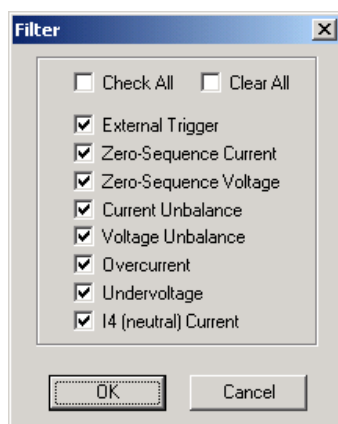 Filter
Check All Clear All
External Trigger
Zero-Sequence Current
Zero-Sequence Voltage
Current Unbalance
Voltage Unbalance
Overcurrent
Undervoltage
I4 (neutral) Current
OK Cancel